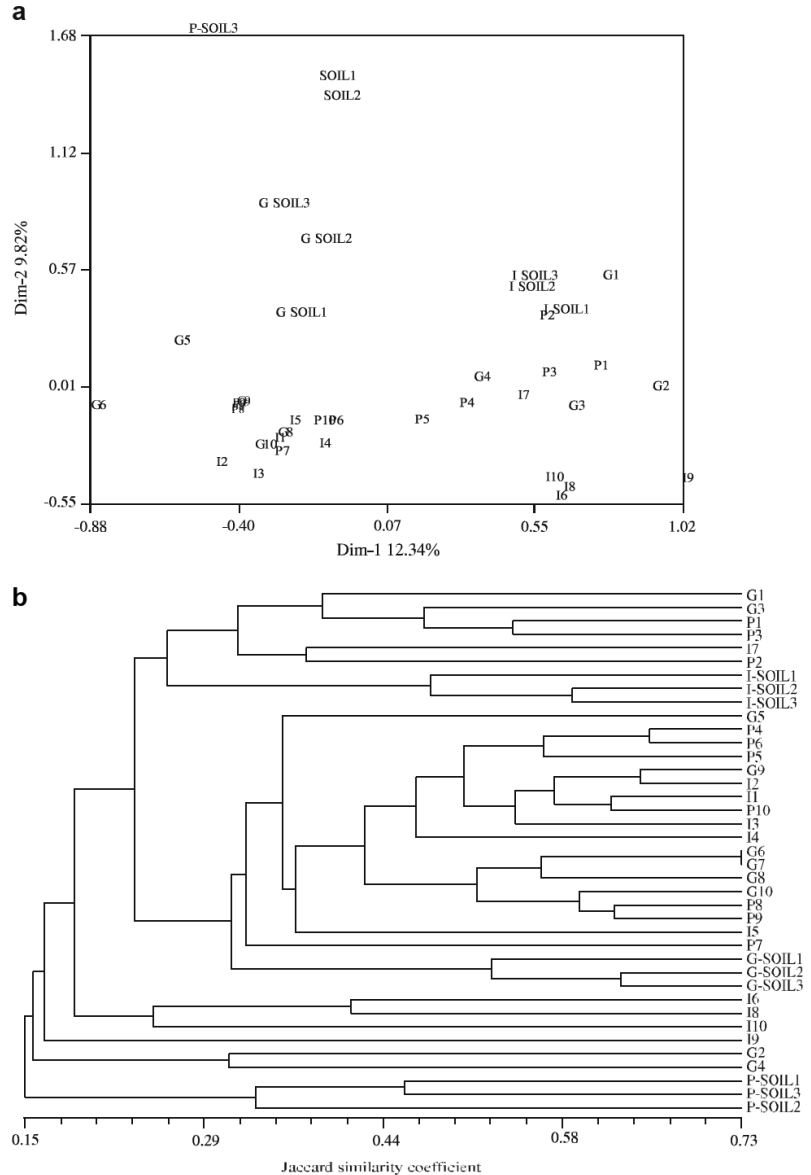 a
P-SOIL3
1.68
SOIL1
SOIL2
1.12
G SOIL3
G SOIL2
Dim-2 9.82%
0.57
I SOIL3
G1
I SOIL2
G SOIL1
I SOIL1
P2
G5
P3
P1
G4
0.01
G2
I7
G6
P4
G3
I5
P10
P6
P5
G8
I1
G10
I4
P7
I2
I3
I10
I9
I8
I6
-0.55
-0.88
-0.40
0.07
0.55
1.02
Dim-1 12.34%
b
G1
G3
P1
P3
I7
P2
I-SOIL1
I-SOIL2
I-SOIL3
G5
P4
P6
P5
G9
I2
I1
P10
I3
I4
G6
G7
G8
G10
P8
P9
I5
P7
G-SOIL1
G-SOIL2
G-SOIL3
I6
I8
I10
I9
G2
G4
P-SOIL1
P-SOIL3
P-SOIL2
0.15
0.29
0.44
0.58
0.73
Jaccard similarity coefficient